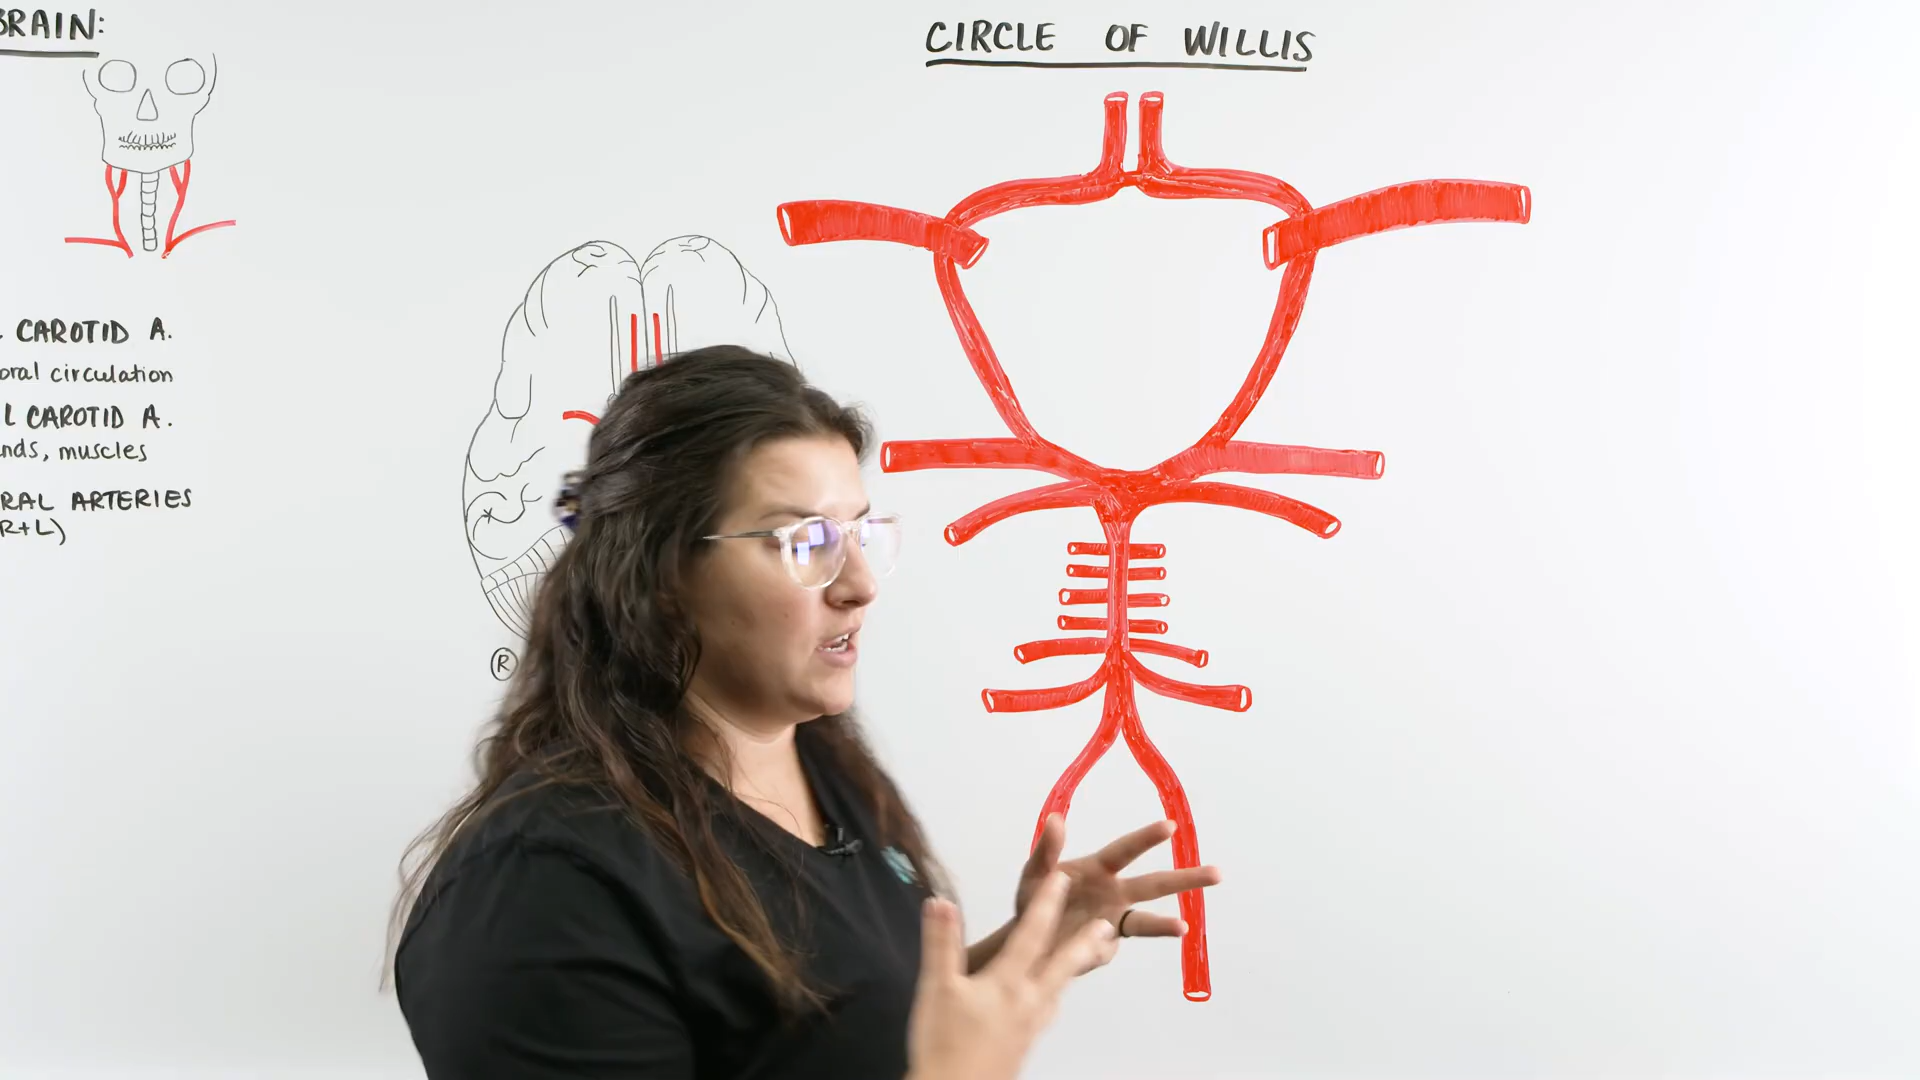 BRAIN:
CIRCLE OF WILLIS
CAROTID A.
oral circulation
L CAROTID A.
nds, muscles
RAL ARTERIES
R+L)
R